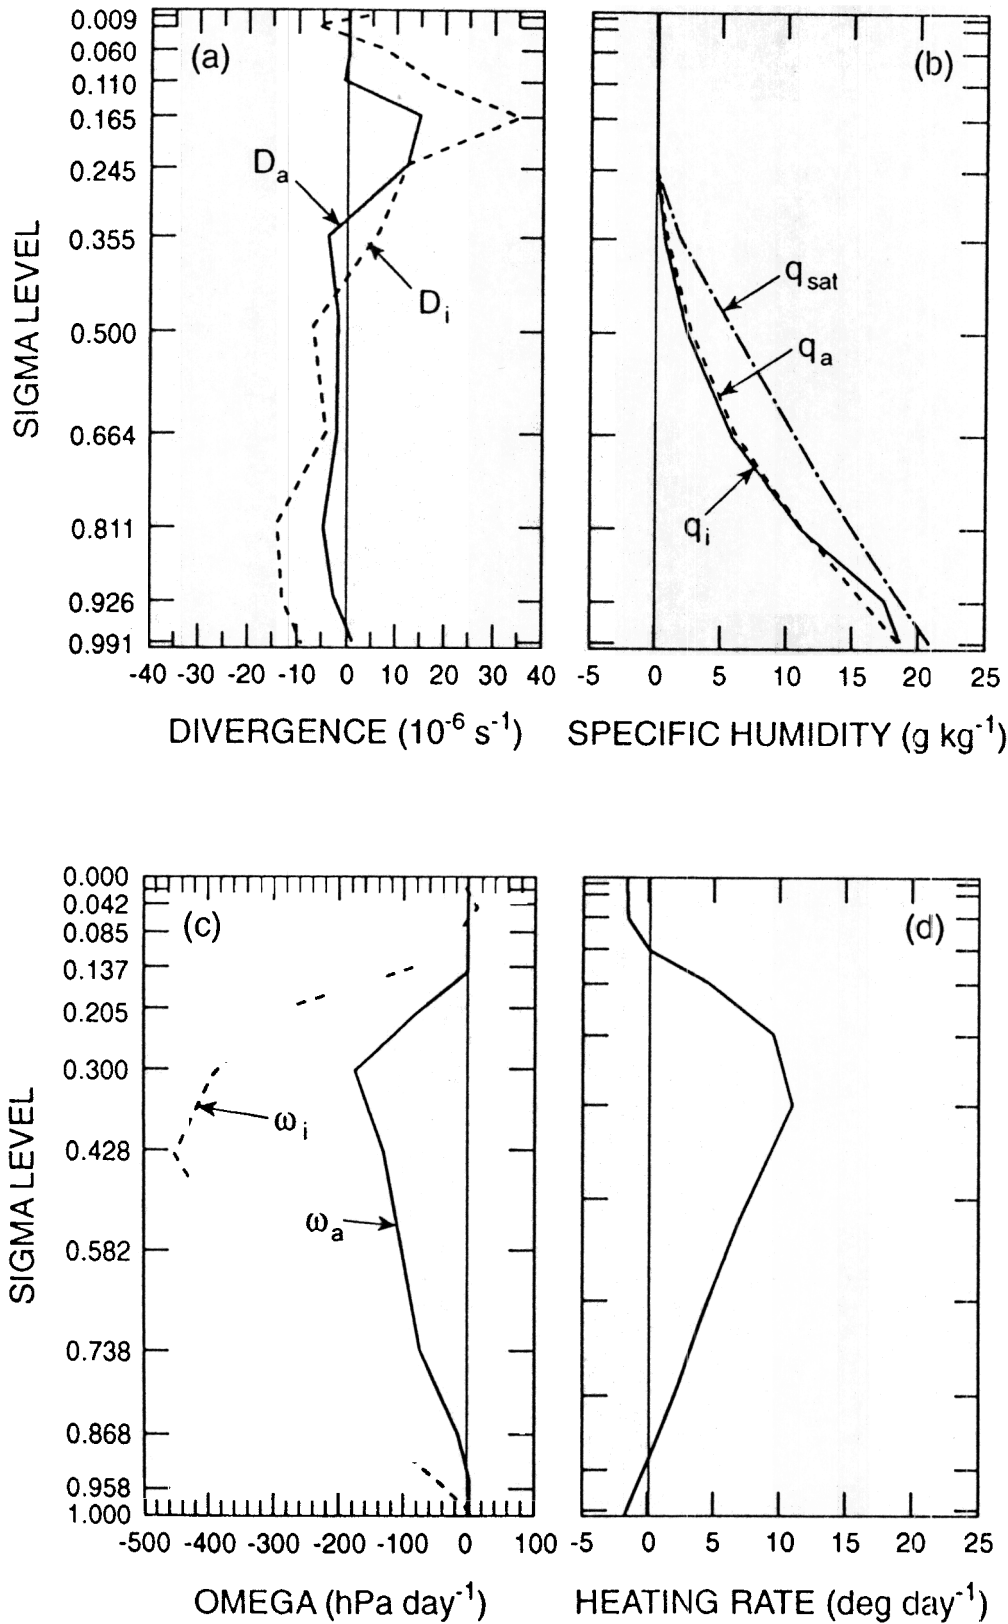 0.009
0.060
0.110
0.165
0.245
0.355
0.500
0.664
0.811
0.926
0.991
SIGMA LEVEL
(a)
Da
Di
-40 -30 -20 -10 0 10 20 30 40
DIVERGENCE (10-6 s-1)
(b)
qsat
qa
qi
-5 0 5 10 15 20 25
SPECIFIC HUMIDITY (g kg-1)
0.000
0.042
0.085
0.137
0.205
0.300
0.428
0.582
0.738
0.868
0.958
1.000
SIGMA LEVEL
(c)
ωi
ωa
-500 -400 -300 -200 -100 0 100
OMEGA (hPa day-1)
(d)
-5 0 5 10 15 20 25
HEATING RATE (deg day-1)